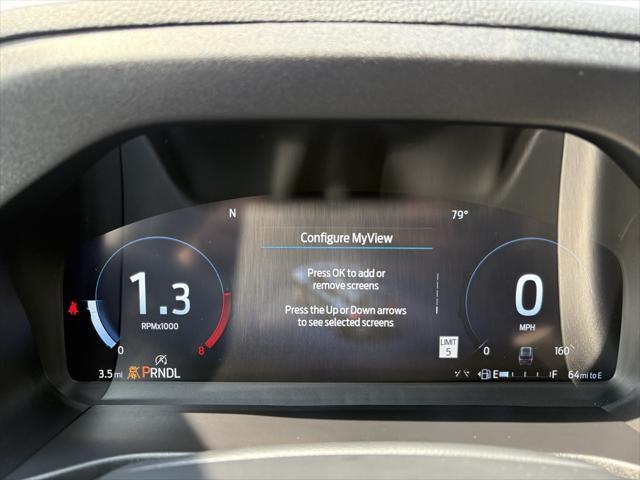 N
79°
Configure MyView
Press OK to add or
remove screens
Press the Up or Down arrows
to see selected screens
1.3
RPMx1000
0
8
0
MPH
LIMIT
5
0
160
3.5 mi
PRNDL
E
F
64 mi to E